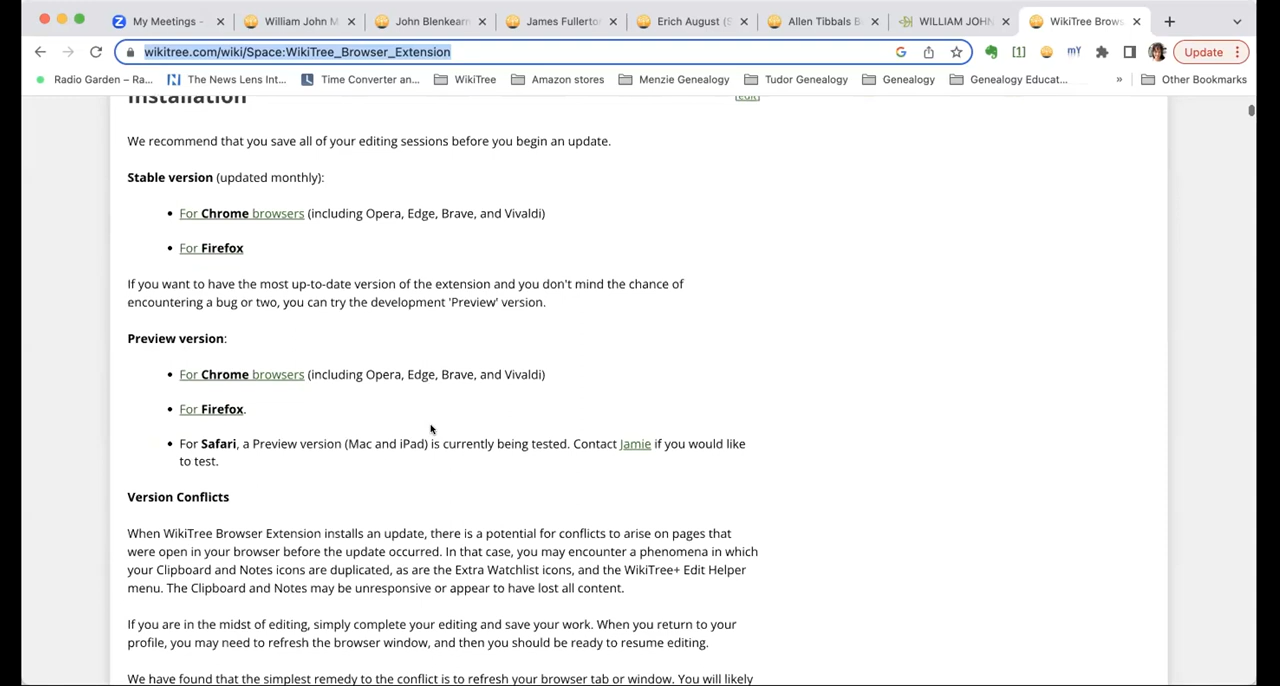 My Meetings -
William John M
John Blenkearn
James Fullerton
Erich August (S
Allen Tibbals B
WILLIAM JOHN
WikiTree Brows
wikitree.com/wiki/Space:WikiTree_Browser_Extension
[1]
mY
Update
Radio Garden – Ra...
The News Lens Int...
Time Converter an...
WikiTree
Amazon stores
Menzie Genealogy
Tudor Genealogy
Genealogy
Genealogy Educat...
»
Other Bookmarks
Installation
[edit]
We recommend that you save all of your editing sessions before you begin an update.
Stable version (updated monthly):
• For Chrome browsers (including Opera, Edge, Brave, and Vivaldi)
• For Firefox
If you want to have the most up-to-date version of the extension and you don't mind the chance of
encountering a bug or two, you can try the development 'Preview' version.
Preview version:
• For Chrome browsers (including Opera, Edge, Brave, and Vivaldi)
• For Firefox.
• For Safari, a Preview version (Mac and iPad) is currently being tested. Contact Jamie if you would like
to test.
Version Conflicts
When WikiTree Browser Extension installs an update, there is a potential for conflicts to arise on pages that
were open in your browser before the update occurred. In that case, you may encounter a phenomena in which
your Clipboard and Notes icons are duplicated, as are the Extra Watchlist icons, and the WikiTree+ Edit Helper
menu. The Clipboard and Notes may be unresponsive or appear to have lost all content.
If you are in the midst of editing, simply complete your editing and save your work. When you return to your
profile, you may need to refresh the browser window, and then you should be ready to resume editing.
We have found that the simplest remedy to the conflict is to refresh your browser tab or window. You will likely